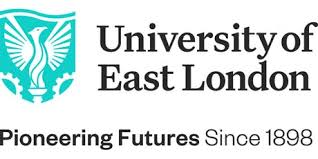 University of
East London
Pioneering Futures Since 1898